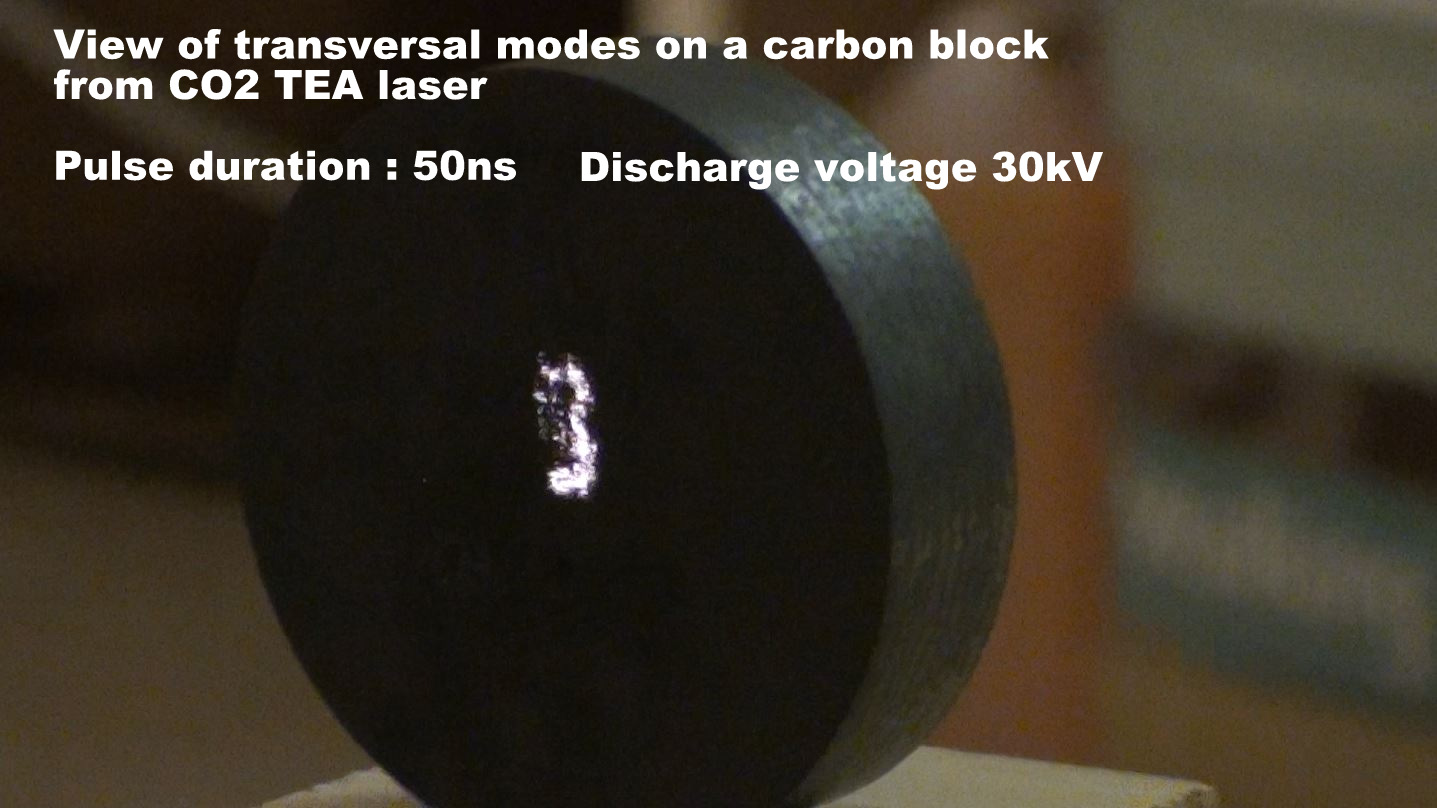 View of transversal modes on a carbon block
from CO2 TEA laser
Pulse duration : 50ns Discharge voltage 30kV